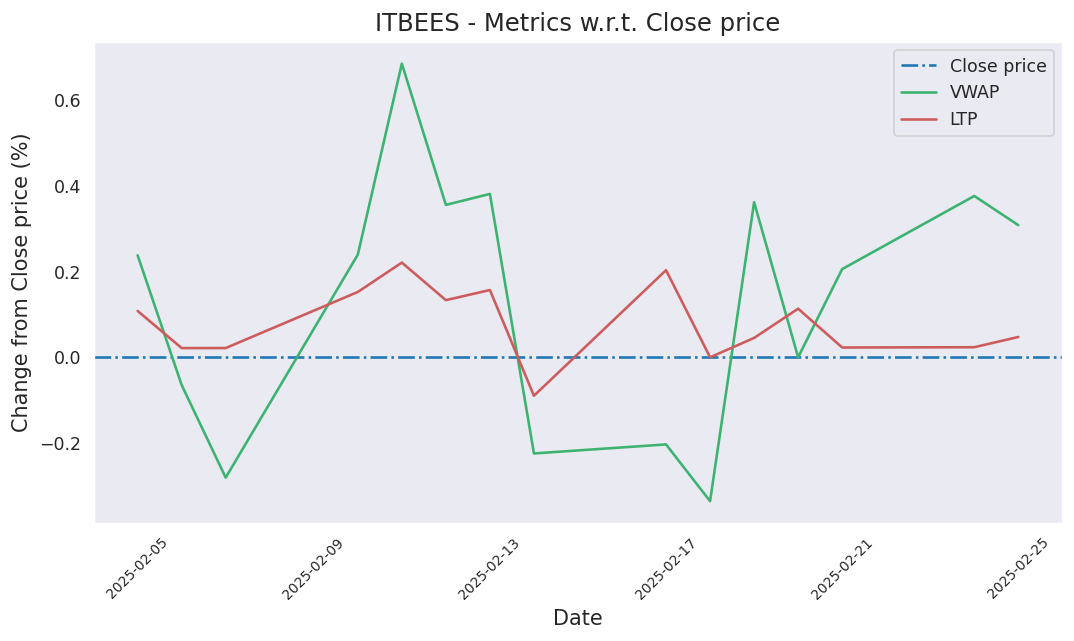 ITBEES - Metrics w.r.t. Close price
Close price
VWAP
LTP
Change from Close price (%)
0.6
0.4
0.2
0.0
−0.2
2025-02-05
2025-02-09
2025-02-13
2025-02-17
2025-02-21
2025-02-25
Date